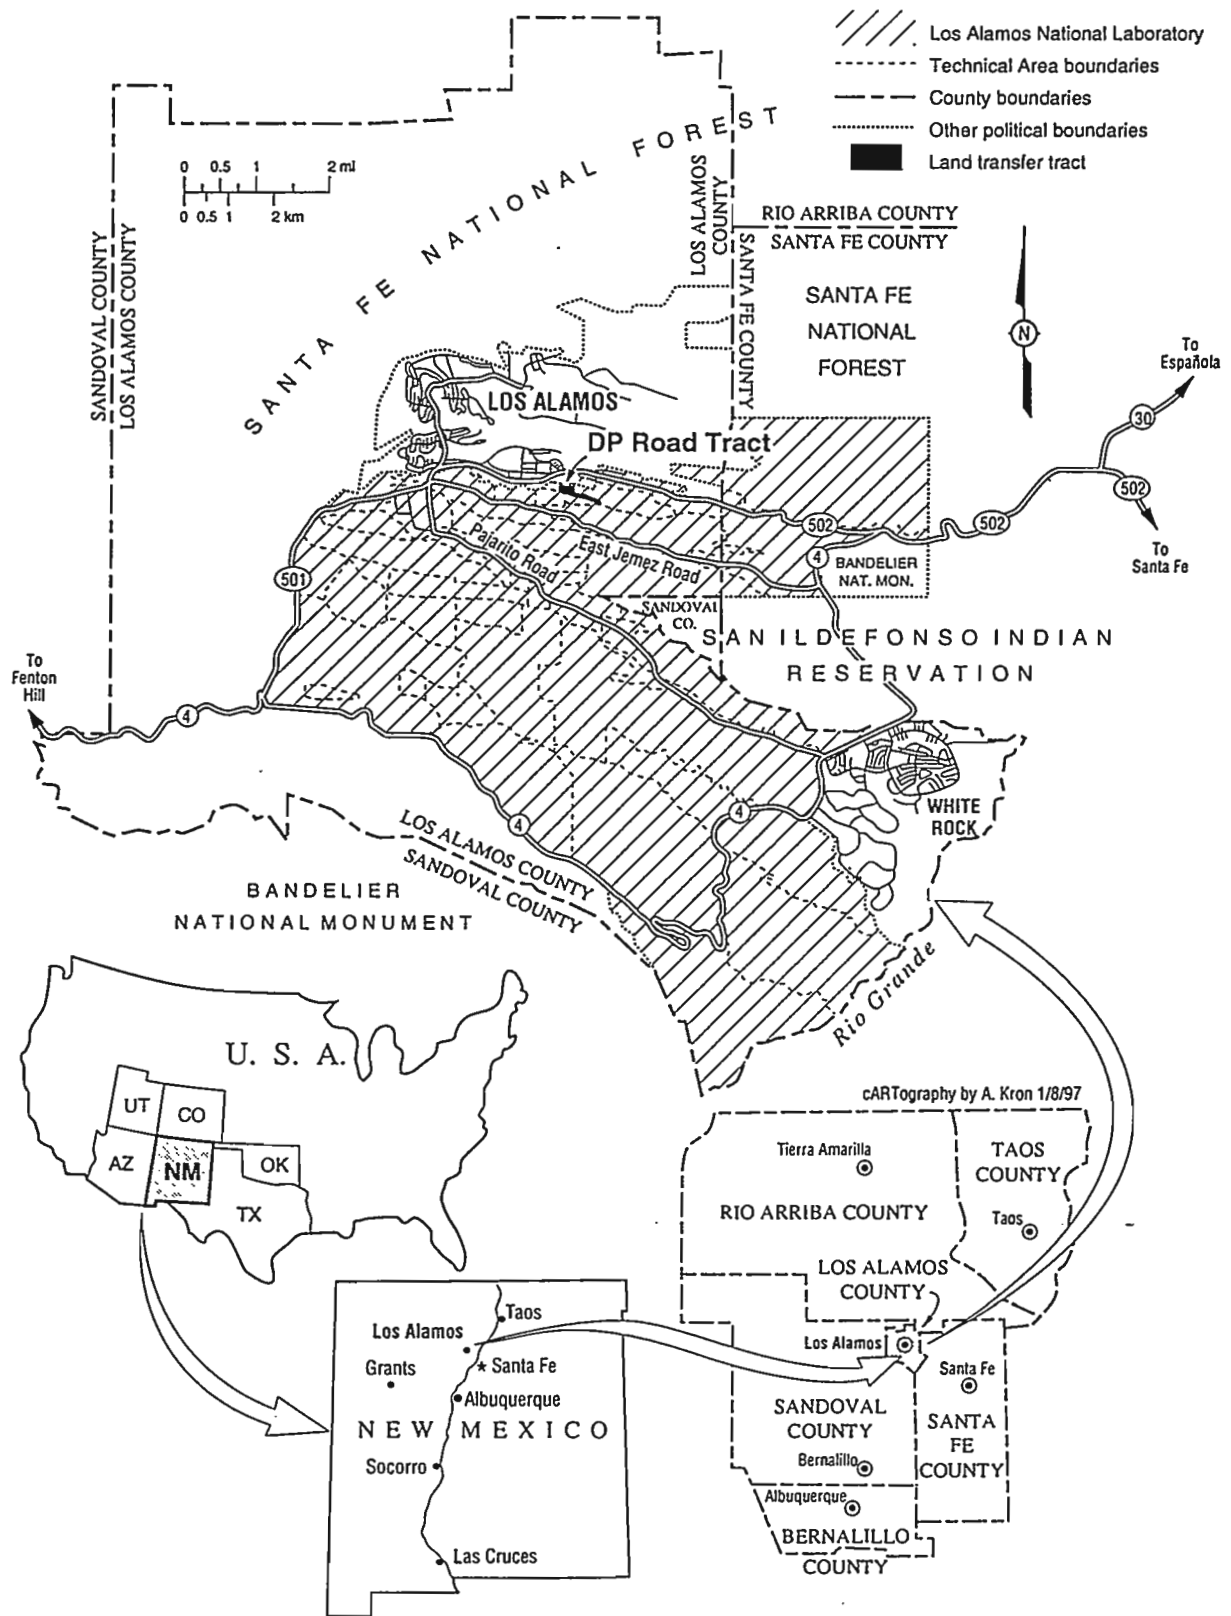 Los Alamos National Laboratory
Technical Area boundaries
County boundaries
Other political boundaries
Land transfer tract
0 0.5 1 2 mi
0 0.5 1 2 km
SANTA FE NATIONAL FOREST
SANDOVAL COUNTY
LOS ALAMOS COUNTY
LOS ALAMOS
COUNTY
SANTA FE COUNTY
RIO ARRIBA COUNTY
SANTA FE COUNTY
SANTA FE
NATIONAL
FOREST
N
To
Española
30
502
To
Santa Fe
LOS ALAMOS
DP Road Tract
502
502
4
BANDELIER
NAT. MON.
501
Pajarito Road
East Jemez Road
SANDOVAL
CO.
SAN ILDEFONSO INDIAN
RESERVATION
To
Fenton
Hill
4
4
4
WHITE
ROCK
LOS ALAMOS COUNTY
SANDOVAL COUNTY
BANDELIER
NATIONAL MONUMENT
Rio Grande
cARTography by A. Kron 1/8/97
U. S. A.
UT
CO
AZ
NM
OK
TX
Taos
Los Alamos
Grants
* Santa Fe
Albuquerque
NEW MEXICO
Socorro
Las Cruces
Tierra Amarilla
TAOS
COUNTY
RIO ARRIBA COUNTY
Taos
LOS ALAMOS
COUNTY
Los Alamos
Santa Fe
SANDOVAL
COUNTY
SANTA
FE
COUNTY
Bernalillo
Albuquerque
BERNALILLO
COUNTY